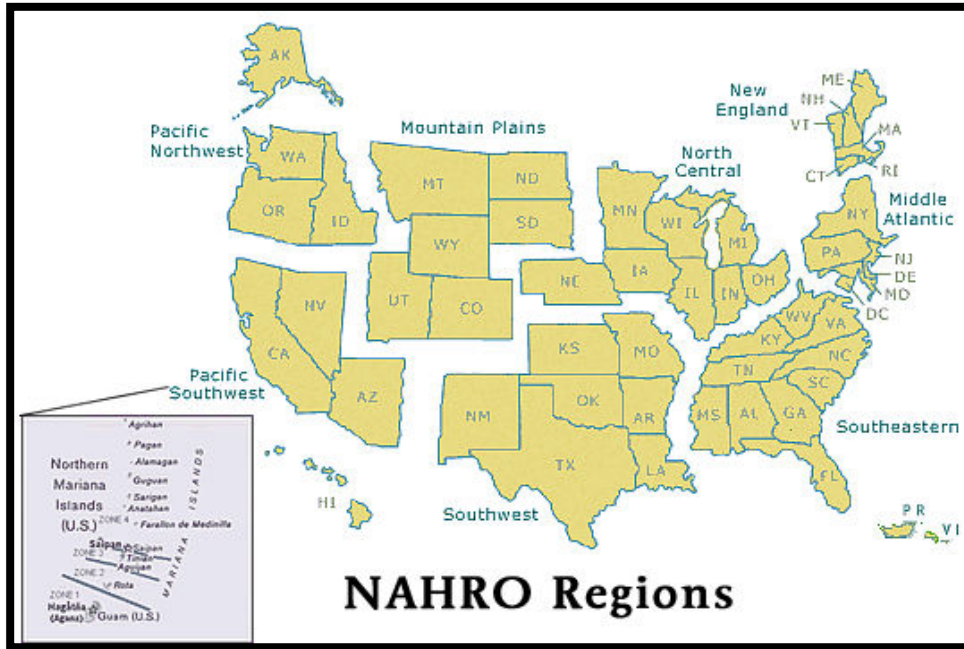 AK
ME
New
England
NH
VT
MA
RI
CT
Pacific
Northwest
Mountain Plains
North
Central
WA
MT
ND
OR
ID
SD
MN
WI
MI
Middle
Atlantic
NY
PA
NJ
DE
MD
DC
WY
NE
IA
IL
IN
OH
NV
UT
CO
CA
KS
MO
KY
WV
VA
TN
NC
SC
Pacific
Southwest
AZ
NM
OK
AR
MS
AL
GA
Southeastern
TX
LA
FL
HI
Southwest
PR
VI
Agrihan
Pagan
Northern
Mariana
Islands
(U.S.)
Alamagan
Guguan
Sarigan
Anatahan
ZONE 4
Farallon de Medinilla
MARIANA ISLANDS
Saipan
Saipan
ZONE 3
Tinian
Aguijan
ZONE 2
Rota
ZONE 1
Hagåtña
(Agana)
Guam (U.S.)
NAHRO Regions